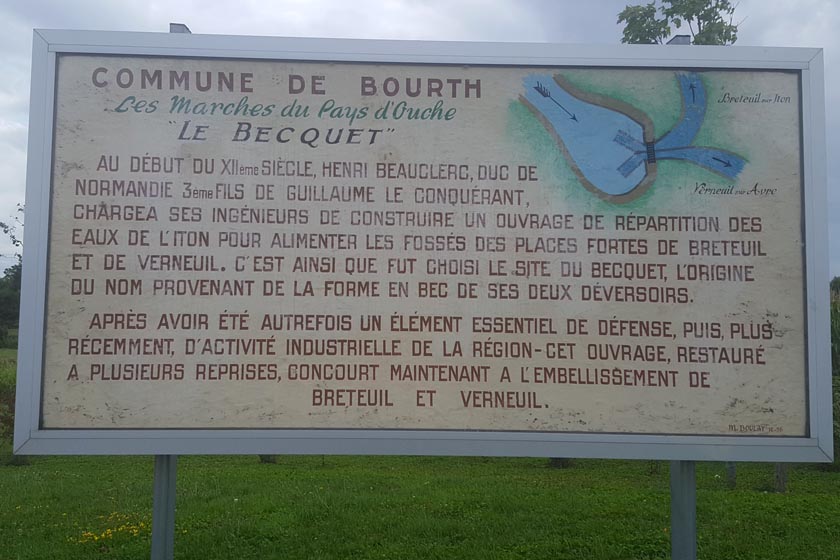 COMMUNE DE BOURTH
Les Marches du Pays d'Ouche
"LE BECQUET"
Breteuil sur Iton
Verneuil sur Avre
AU DÉBUT DU XIIème SIÈCLE, HENRI BEAUCLERC, DUC DE
NORMANDIE 3ème FILS DE GUILLAUME LE CONQUÉRANT,
CHARGEA SES INGÉNIEURS DE CONSTRUIRE UN OUVRAGE DE RÉPARTITION DES
EAUX DE L'ITON POUR ALIMENTER LES FOSSÉS DES PLACES FORTES DE BRETEUIL
ET DE VERNEUIL. C'EST AINSI QUE FUT CHOISI LE SITE DU BECQUET, L'ORIGINE
DU NOM PROVENANT DE LA FORME EN BEC DE SES DEUX DÉVERSOIRS.
APRÈS AVOIR ÉTÉ AUTREFOIS UN ÉLÉMENT ESSENTIEL DE DÉFENSE, PUIS, PLUS
RÉCEMMENT, D'ACTIVITÉ INDUSTRIELLE DE LA RÉGION-CET OUVRAGE, RESTAURÉ
A PLUSIEURS REPRISES, CONCOURT MAINTENANT A L'EMBELLISSEMENT DE
BRETEUIL ET VERNEUIL.